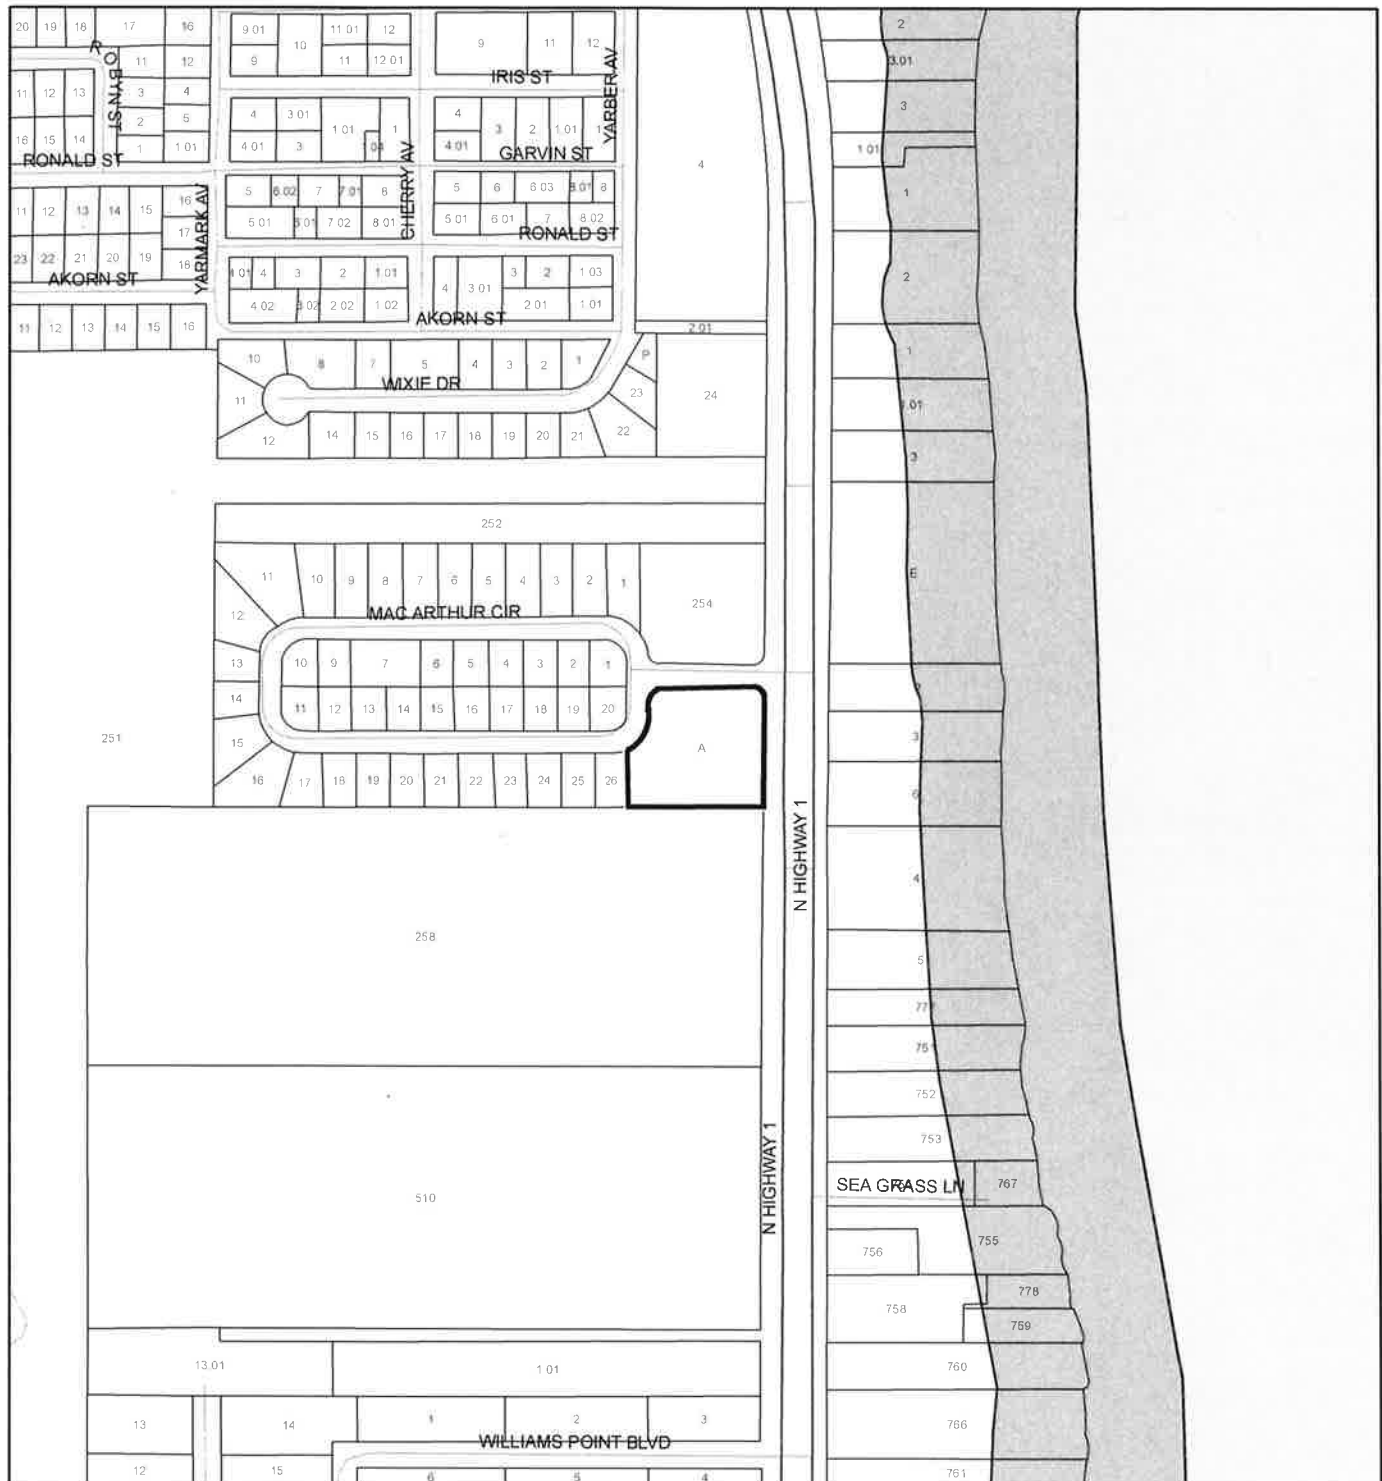 20 19 18 17 16 9 01 10 11 01 12 9 11 12 2
R O BYN ST 11 12 9 11 12 01 IRIS ST YARBER AV 3.01
11 12 13 3 4 4 3 01 1 01 1 4 3 2 1 01 1 3
16 15 14 2 5 4 01 3 4 01 GARVIN ST 1 01
RONALD ST 1 1 01 CHERRY AV 4
5 6.02 7 7.01 8 5 6 6 03 8.01 8 1
11 12 13 14 15 16 YARMARK AV 5 01 7 02 8 01 5 01 6 01 7 8 02
17 RONALD ST
23 22 21 20 19 18 4 01 4 3 2 1 01 4 3 01 3 2 1 03 2
AKORN ST 4 02 3 02 2 02 1 02 2 01 1 01
11 12 13 14 15 16 AKORN ST 2 01
10 8 7 5 4 3 2 1 P 1
WIXIE DR
11 23 24
12 14 15 16 17 18 19 20 21 22 3
252
11 10 9 8 7 6 5 4 3 2 1 E
12 MAC ARTHUR CIR 254
13 10 9 7 6 5 4 3 2 1
14 11 12 13 14 15 16 17 18 19 20
251 15 A 3
16 17 18 19 20 21 22 23 24 25 26 6
N HIGHWAY 1
4
258 5
77
751
752
753
N HIGHWAY 1
510 SEA GRASS LN 767
756 755
758 778
759
13.01 1 01 760
13 14 1 2 3 766
WILLIAMS POINT BLVD
12 15 6 5 4 761